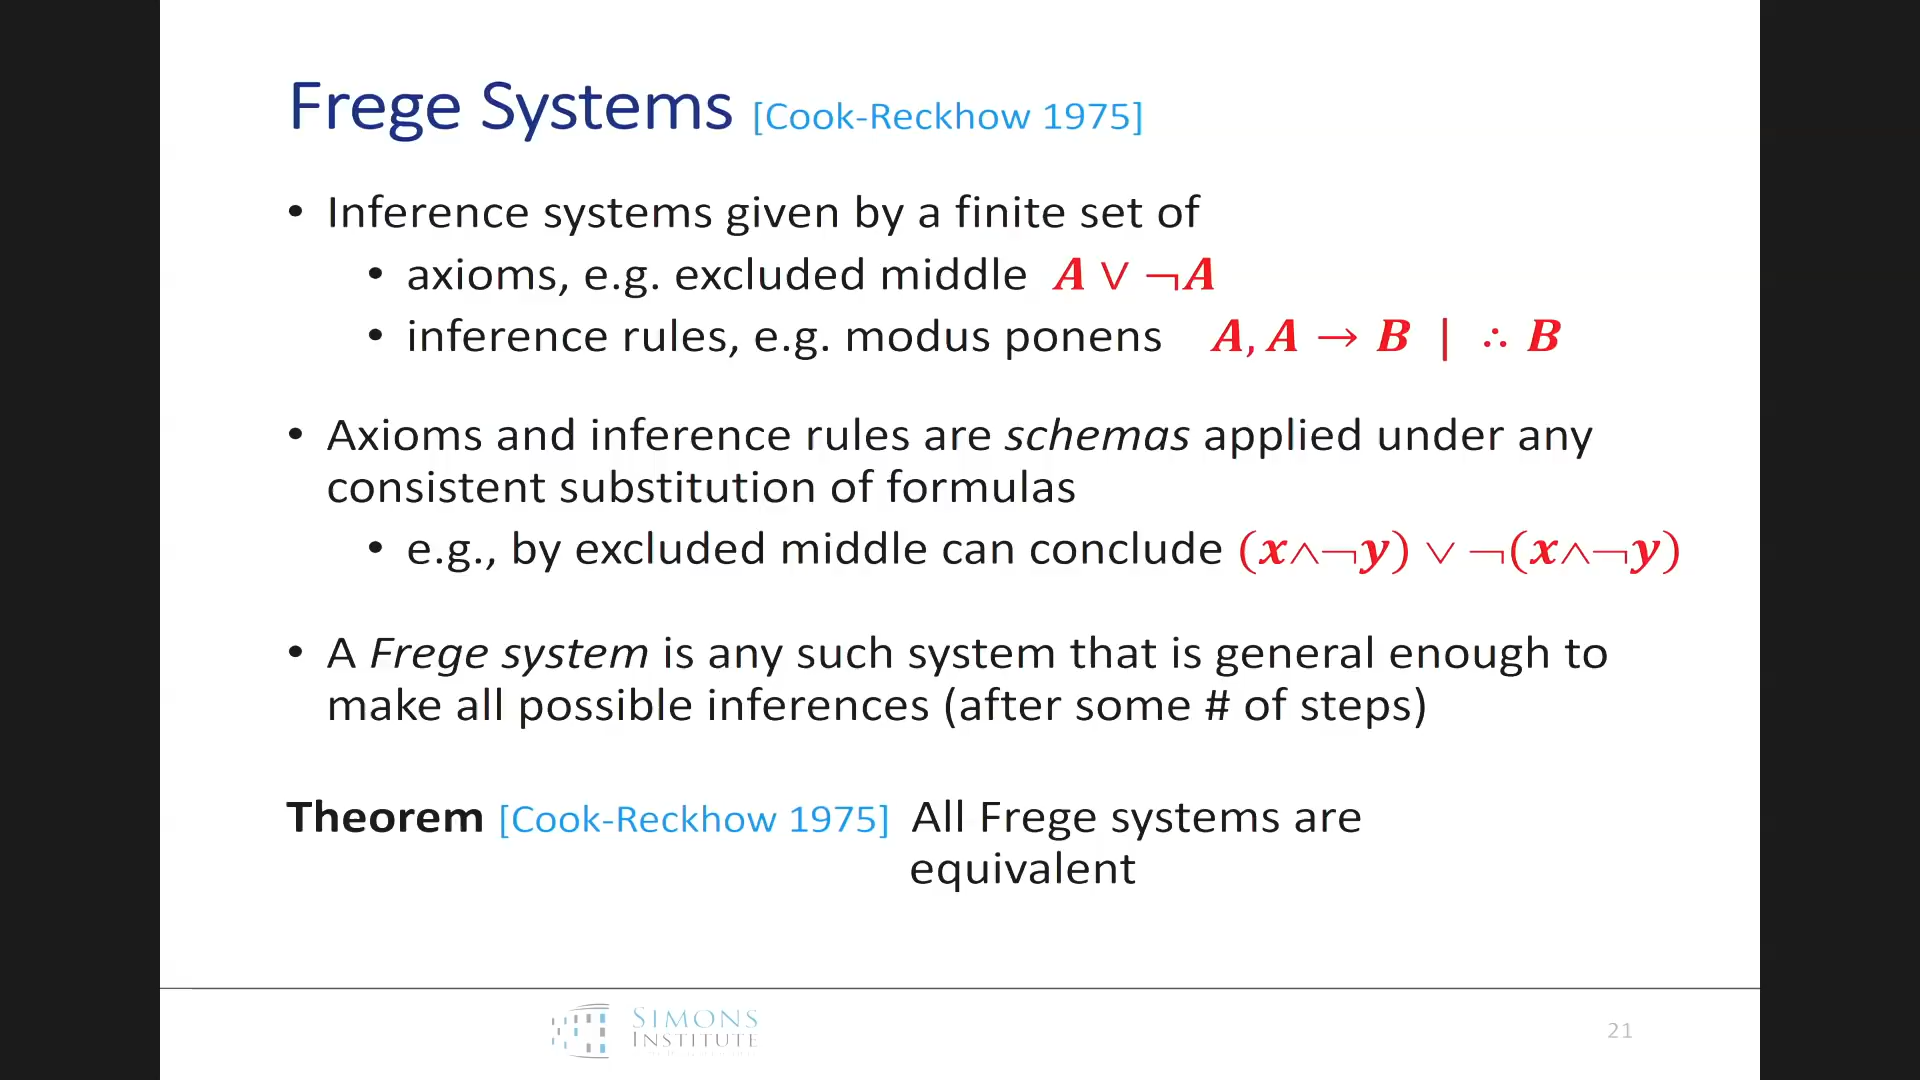 Frege Systems [Cook-Reckhow 1975]
• Inference systems given by a finite set of
• axioms, e.g. excluded middle A ∨ ¬A
• inference rules, e.g. modus ponens A, A → B | ∴ B
• Axioms and inference rules are schemas applied under any
consistent substitution of formulas
• e.g., by excluded middle can conclude (x∧¬y) ∨ ¬(x∧¬y)
• A Frege system is any such system that is general enough to
make all possible inferences (after some # of steps)
Theorem [Cook-Reckhow 1975] All Frege systems are
equivalent
SIMONS
INSTITUTE
21